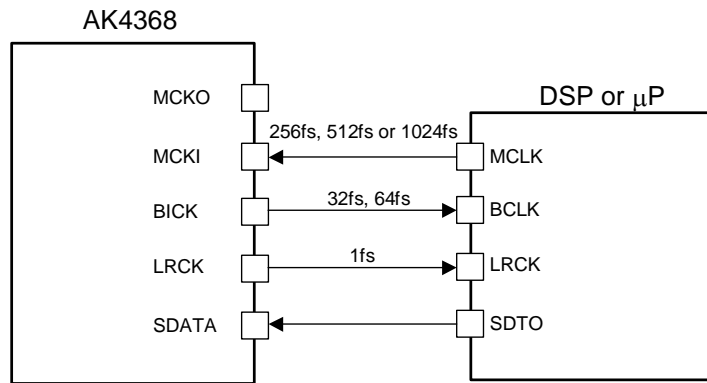 AK4368
DSP or μP
MCKO
256fs, 512fs or 1024fs
MCKI
MCLK
32fs, 64fs
BICK
BCLK
1fs
LRCK
LRCK
SDATA
SDTO